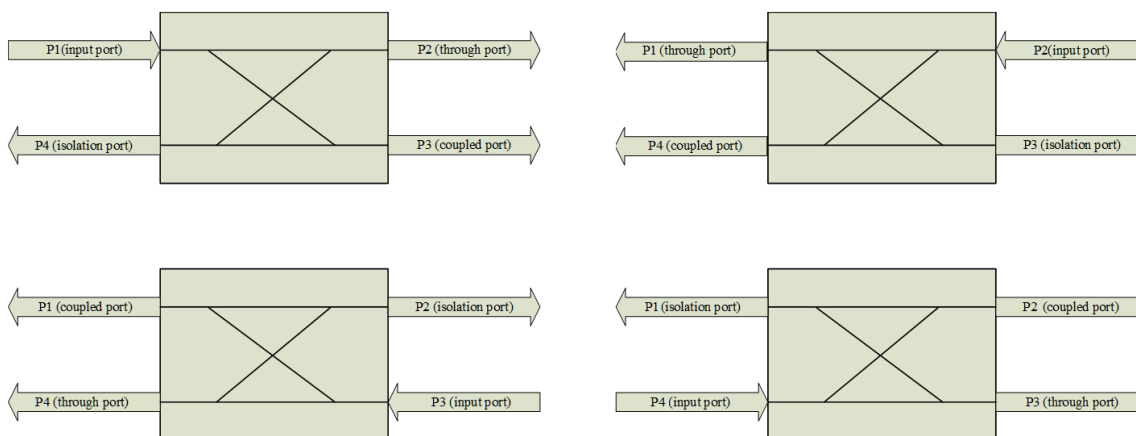 P1(input port)
P2 (through port)
P4 (isolation port)
P3 (coupled port)
P1 (through port)
P2(input port)
P4 (coupled port)
P3 (isolation port)
P1 (coupled port)
P2 (isolation port)
P4 (through port)
P3 (input port)
P1 (isolation port)
P2 (coupled port)
P4 (input port)
P3 (through port)